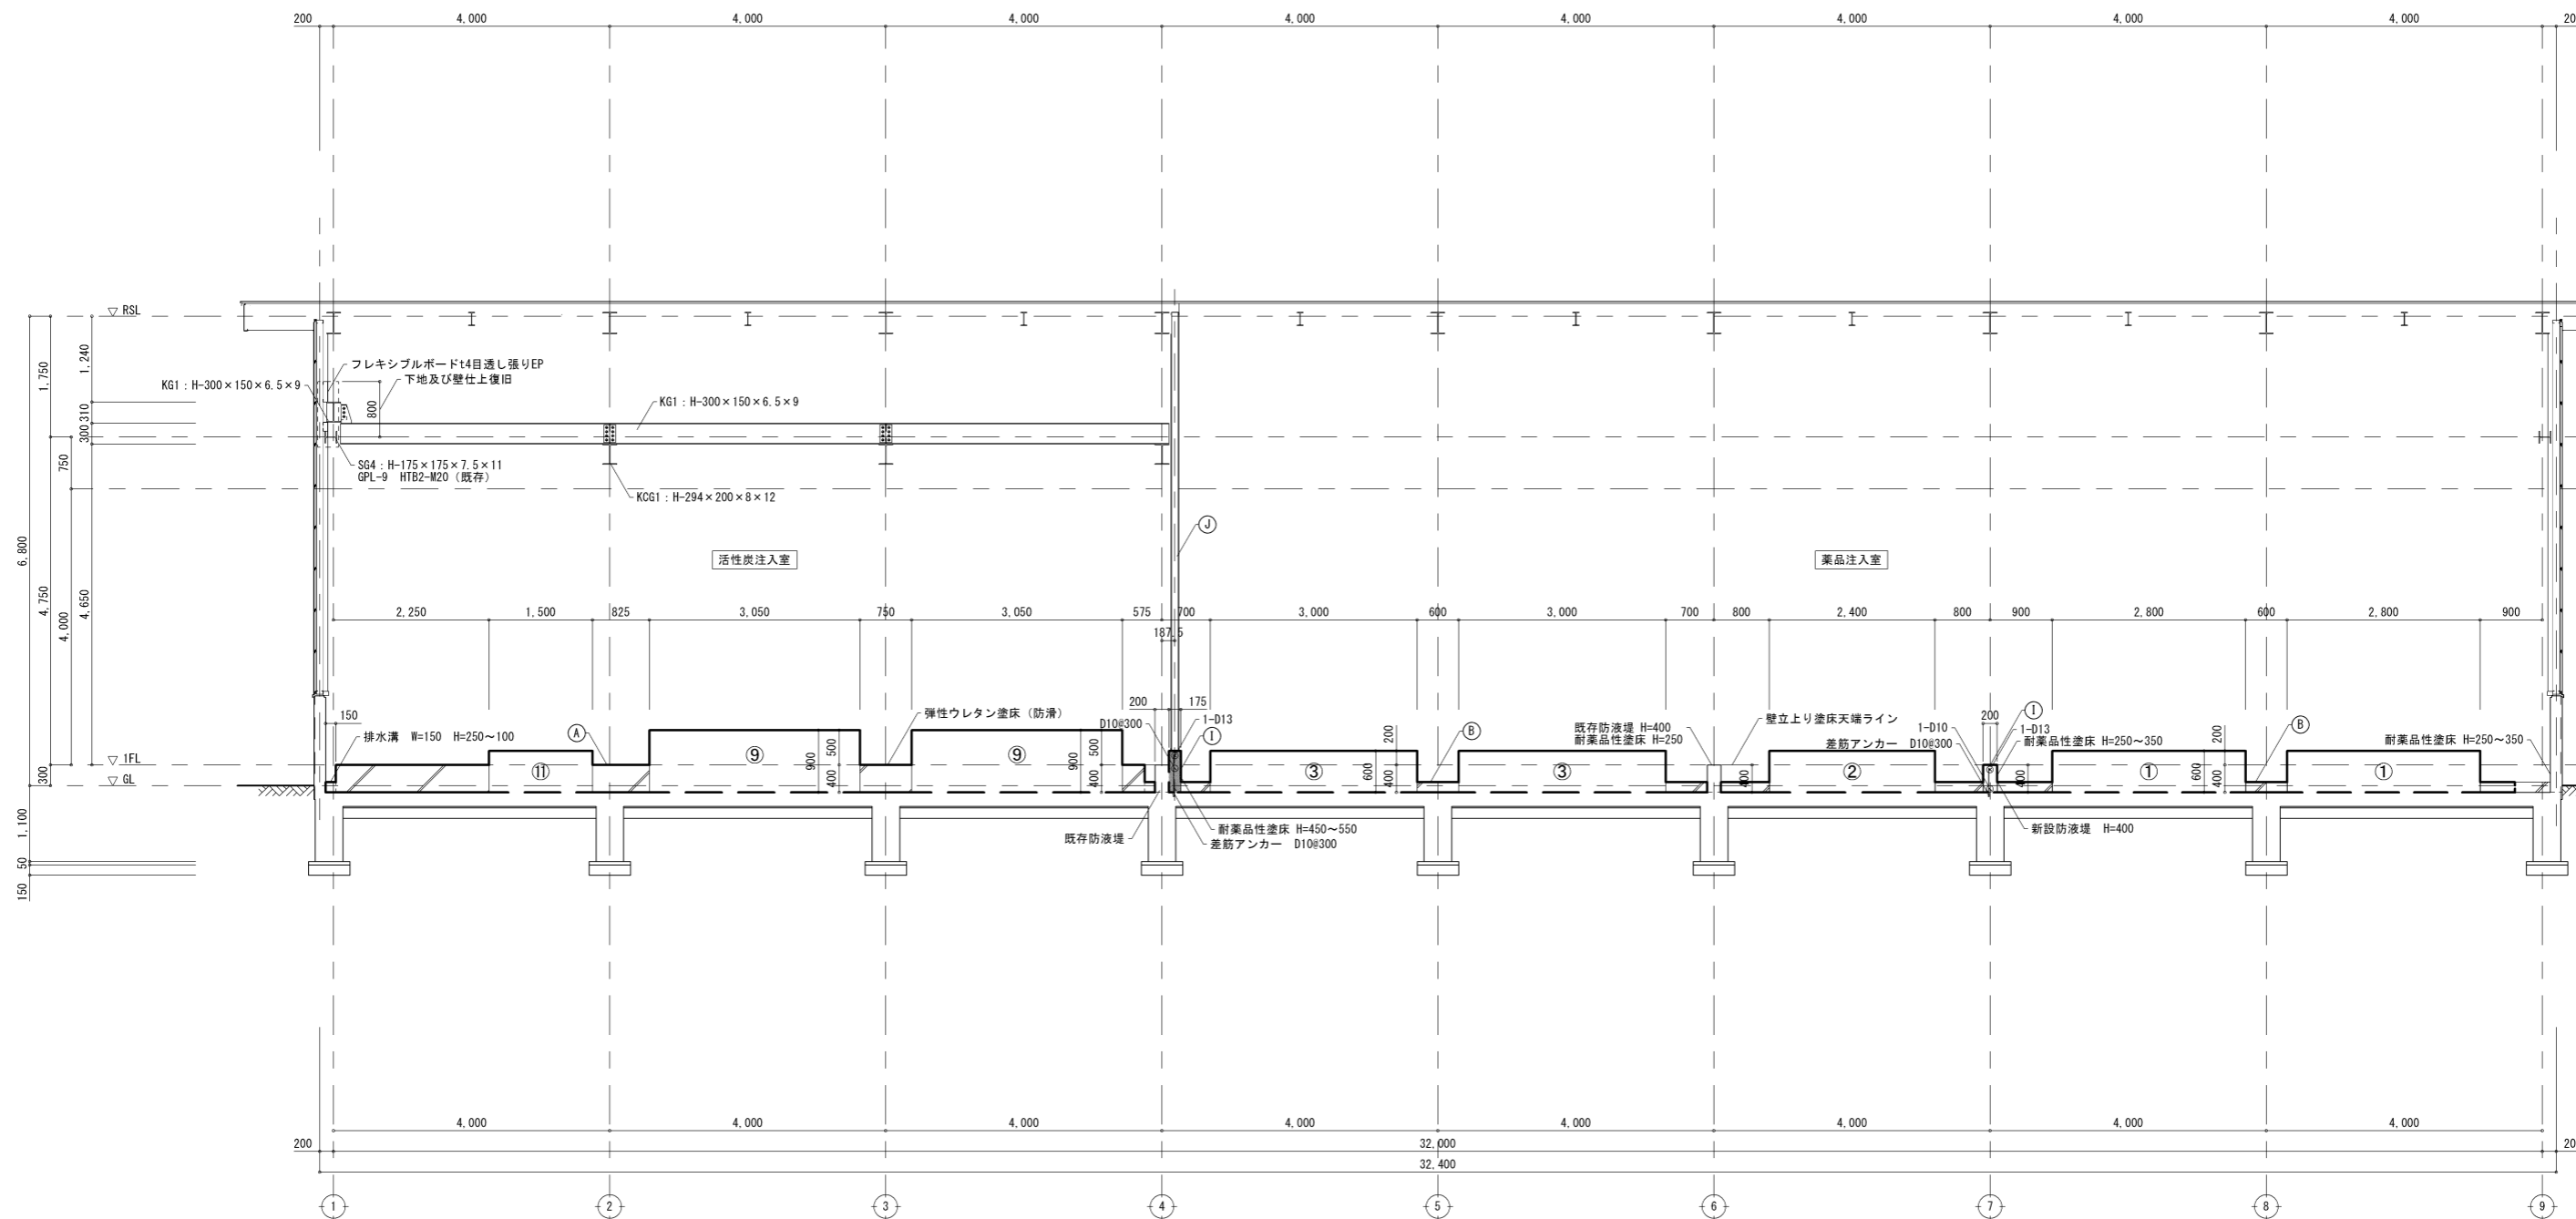 200 4,000 4,000 4,000 4,000 4,000 4,000 4,000 4,000 20
▽ RSL
1,750
1,240
フレキシブルボードt4目透し張りEP
下地及び壁仕上復旧
KG1：H-300×150×6.5×9
KG1：H-300×150×6.5×9
800
310
300
750
SG4：H-175×175×7.5×11
GPL-9 HTB2-M20（既存）
KCG1：H-294×200×8×12
J
6,800
4,750
4,000
4,650
活性炭注入室
薬品注入室
2,250 1,500 825 3,050 750 3,050 575 700 3,000 600 3,000 700 800 2,400 800 900 2,800 600 2,800 900
187.5
150
排水溝 W=150 H=250～100
A
弾性ウレタン塗床（防滑）
200 175
D10@300
1-D13
I
200
B
既存防液堤 H=400
耐薬品性塗床 H=250
壁立上り塗床天端ライン
1-D10
差筋アンカー D10@300
200
I
1-D13
耐薬品性塗床 H=250～350
200
B
耐薬品性塗床 H=250～350
▽ 1FL
300
▽ GL
⑪ ⑨ ⑨ ③ ③ ② ① ①
900 500 400
900 500 400
600 400
400
400
600 400
既存防液堤
耐薬品性塗床 H=450～550
差筋アンカー D10@300
新設防液堤 H=400
1,100
50
150
4,000 4,000 4,000 4,000 4,000 4,000 4,000 4,000
200 32,000 20
32,400
1 2 3 4 5 6 7 8 9